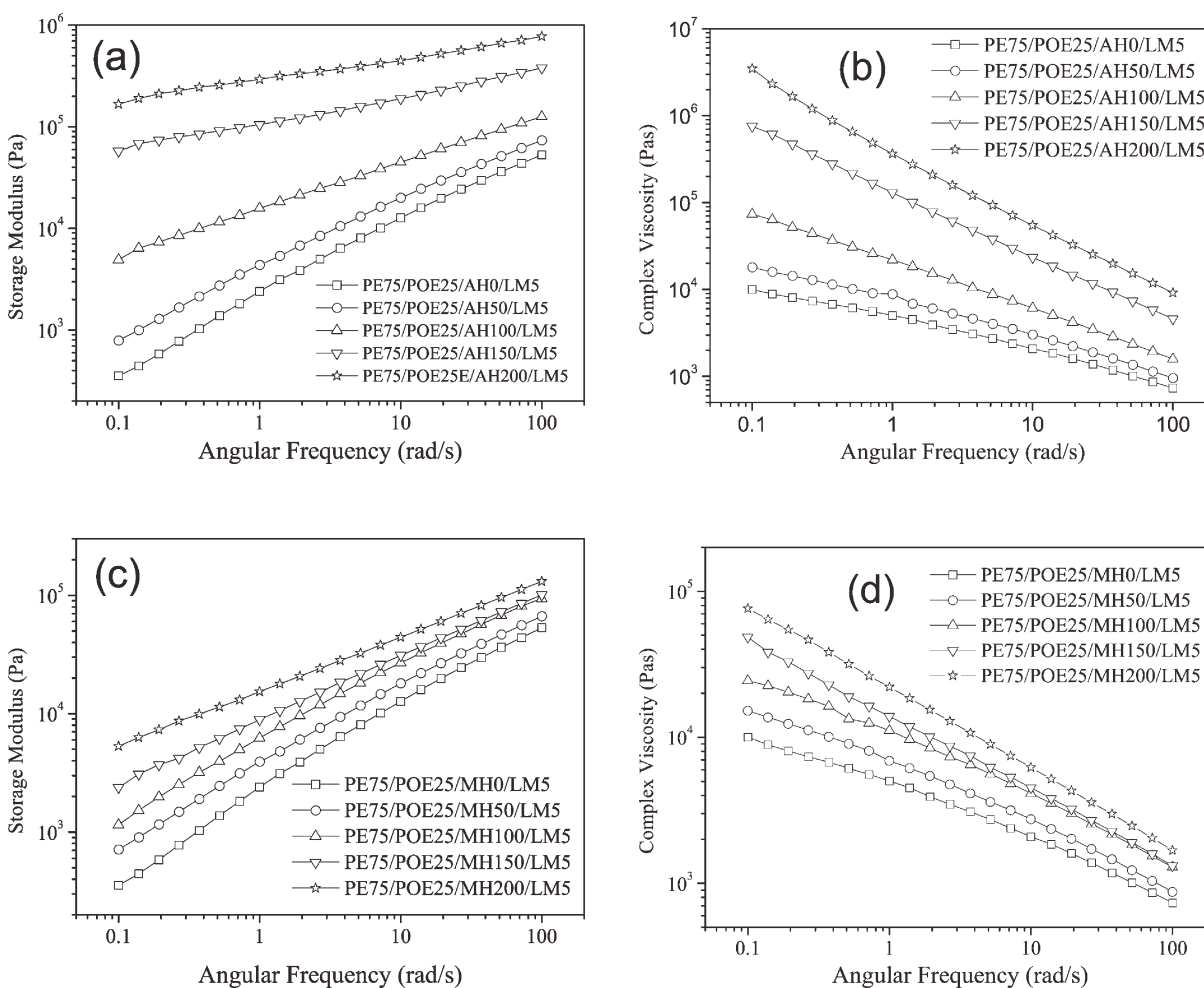 (a)
Storage Modulus (Pa)
10^6
10^5
10^4
10^3
PE75/POE25/AH0/LM5
PE75/POE25/AH50/LM5
PE75/POE25/AH100/LM5
PE75/POE25/AH150/LM5
PE75/POE25E/AH200/LM5
0.1 1 10 100
Angular Frequency (rad/s)
(b)
Complex Viscosity (Pas)
10^7
10^6
10^5
10^4
10^3
PE75/POE25/AH0/LM5
PE75/POE25/AH50/LM5
PE75/POE25/AH100/LM5
PE75/POE25/AH150/LM5
PE75/POE25/AH200/LM5
0.1 1 10 100
Angular Frequency (rad/s)
(c)
Storage Modulus (Pa)
10^5
10^4
10^3
PE75/POE25/MH0/LM5
PE75/POE25/MH50/LM5
PE75/POE25/MH100/LM5
PE75/POE25/MH150/LM5
PE75/POE25/MH200/LM5
0.1 1 10 100
Angular Frequency (rad/s)
(d)
Complex Viscosity (Pas)
10^5
10^4
10^3
PE75/POE25/MH0/LM5
PE75/POE25/MH50/LM5
PE75/POE25/MH100/LM5
PE75/POE25/MH150/LM5
PE75/POE25/MH200/LM5
0.1 1 10 100
Angular Frequency (rad/s)